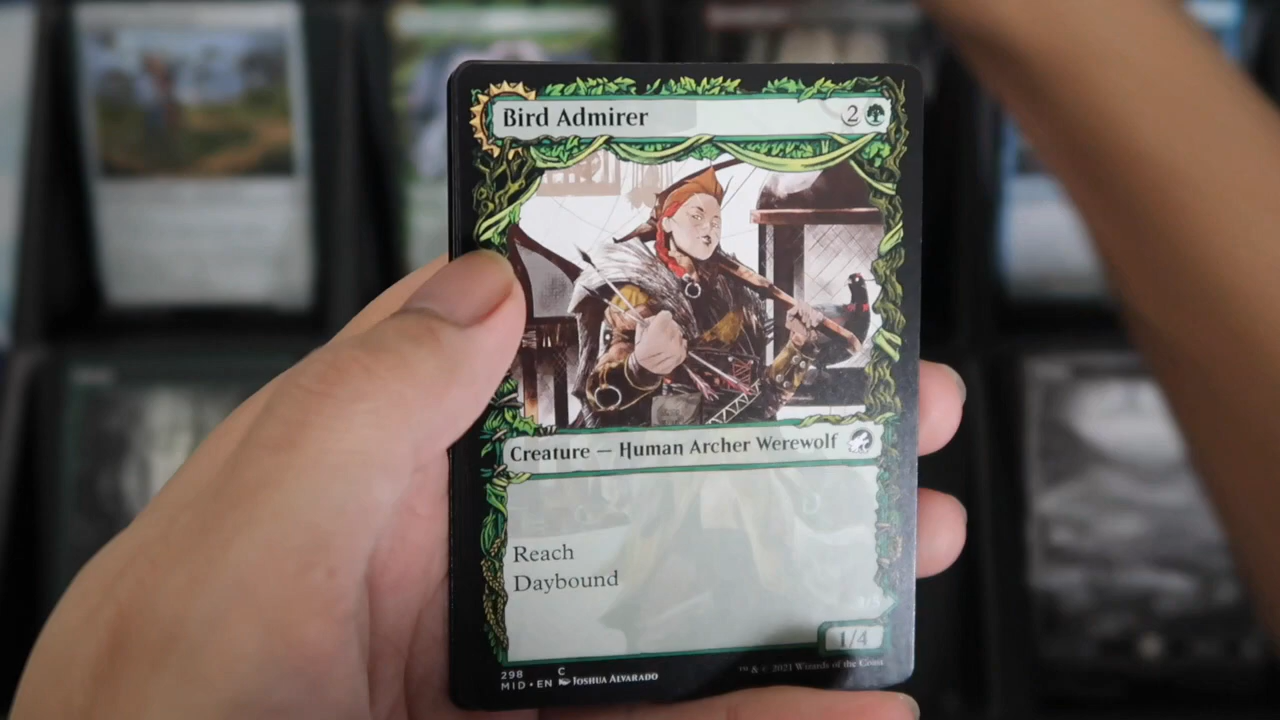 Bird Admirer 2
Creature — Human Archer Werewolf
Reach
Daybound
1/4
298 C
MID • EN Joshua Alvarado
™ & © 2021 Wizards of the Coast